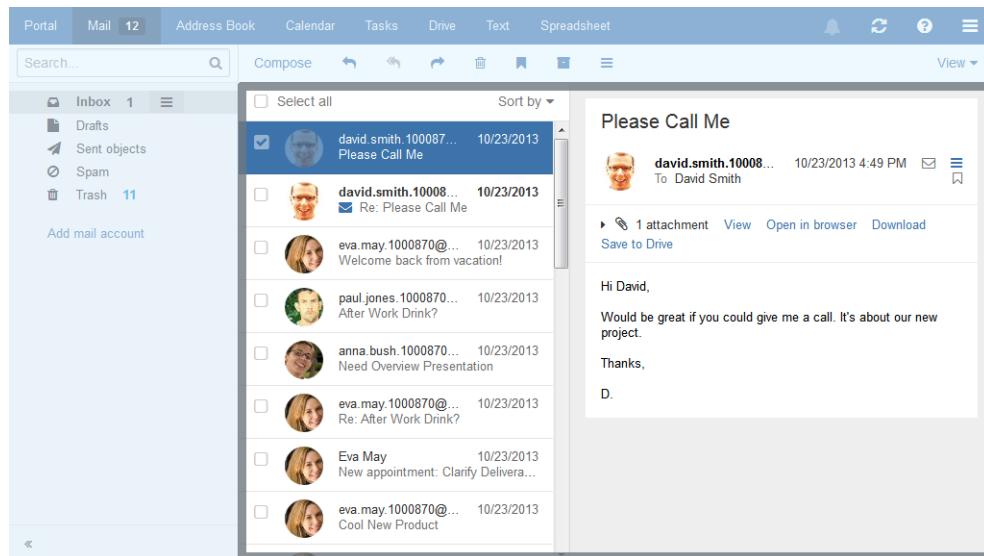 Portal Mail 12 Address Book Calendar Tasks Drive Text Spreadsheet
Search... Compose View
Inbox 1
Drafts
Sent objects
Spam
Trash 11
Add mail account
Select all Sort by
david.smith.100087... 10/23/2013
Please Call Me
david.smith.10008... 10/23/2013
Re: Please Call Me
eva.may.1000870@... 10/23/2013
Welcome back from vacation!
paul.jones.1000870... 10/23/2013
After Work Drink?
anna.bush.1000870... 10/23/2013
Need Overview Presentation
eva.may.1000870@... 10/23/2013
Re: After Work Drink?
Eva May 10/23/2013
New appointment: Clarify Delivera...
eva.may.1000870@... 10/23/2013
Cool New Product
Please Call Me
david.smith.10008... 10/23/2013 4:49 PM
To David Smith
1 attachment View Open in browser Download
Save to Drive
Hi David,
Would be great if you could give me a call. It's about our new
project.
Thanks,
D.